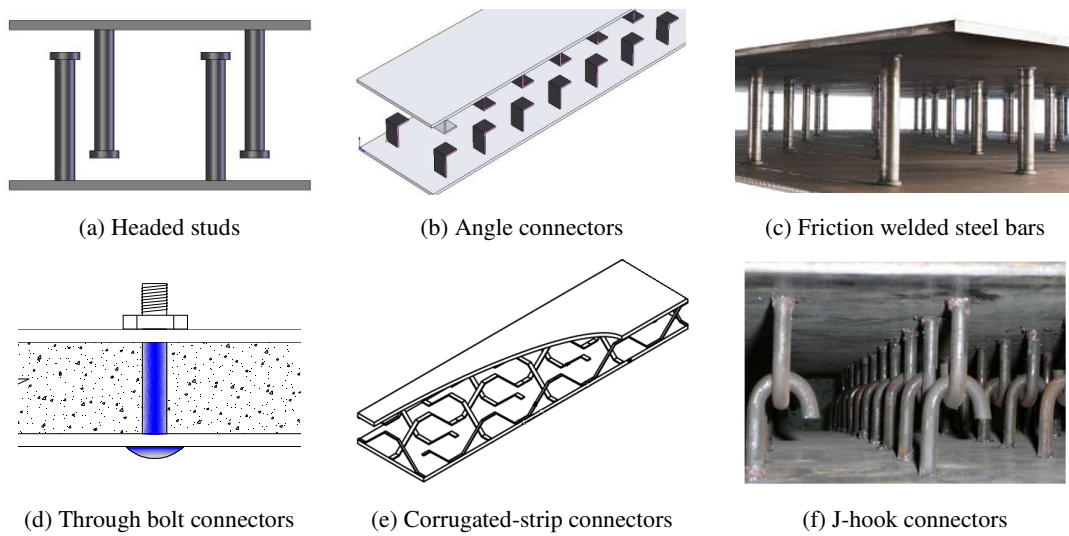 (a) Headed studs
(b) Angle connectors
(c) Friction welded steel bars
(d) Through bolt connectors
(e) Corrugated-strip connectors
(f) J-hook connectors